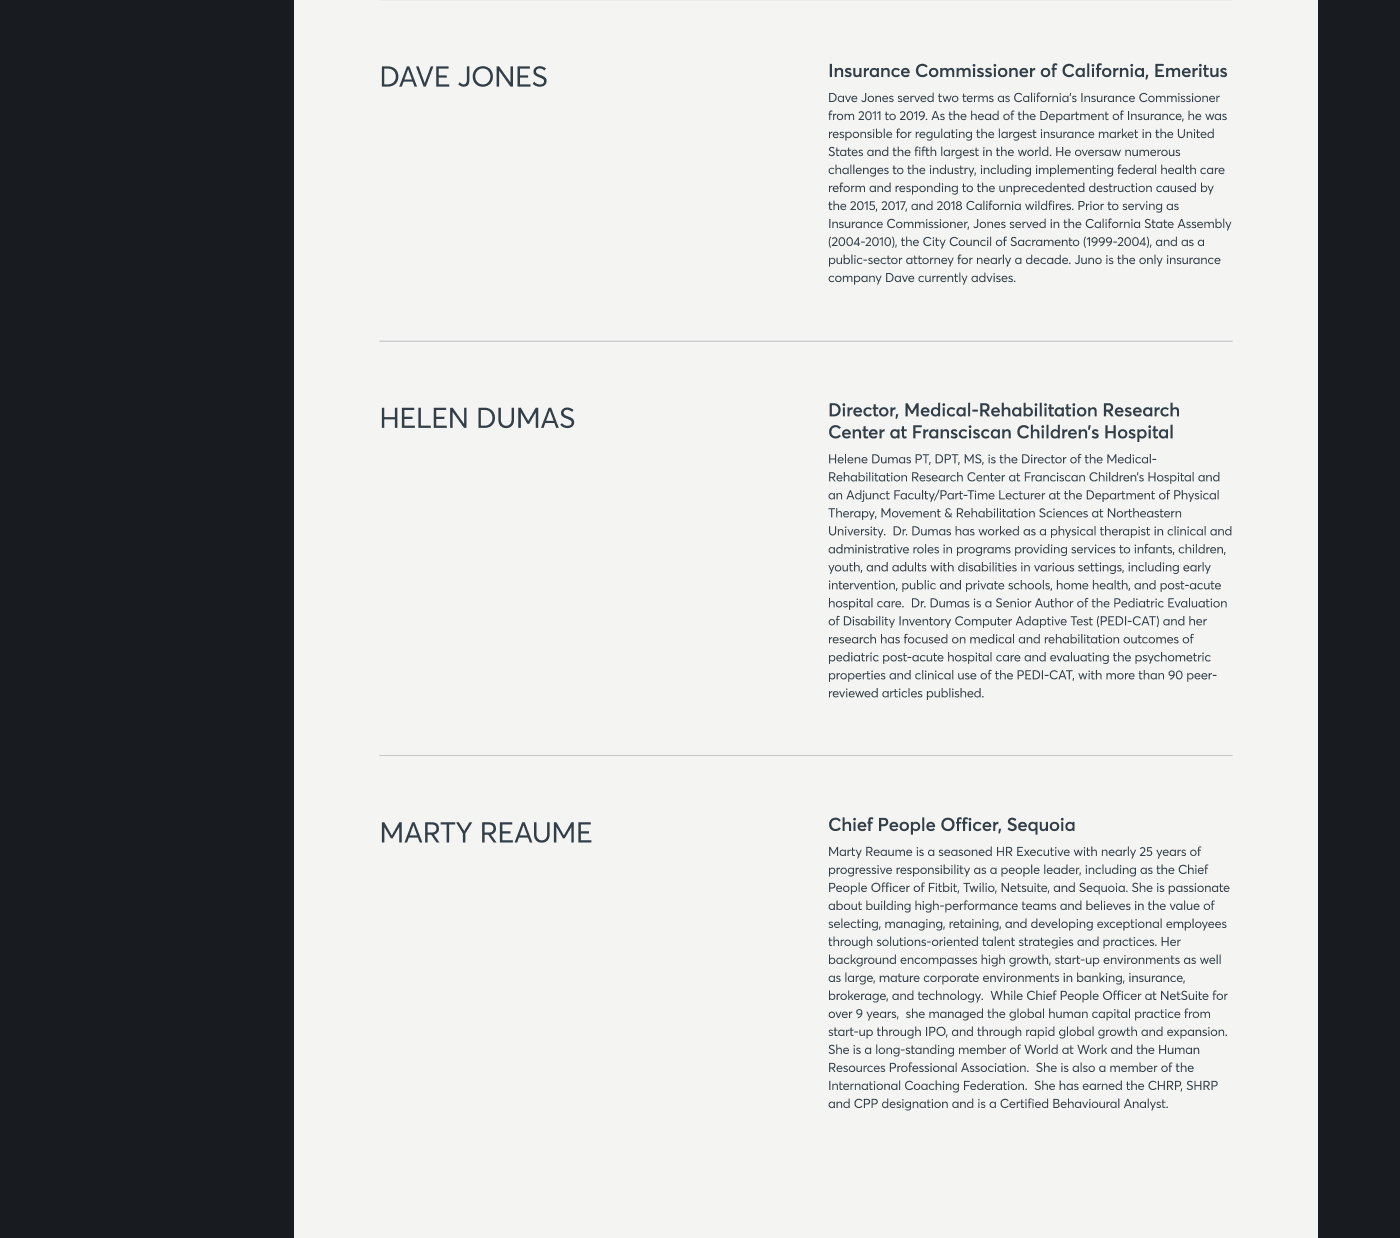 DAVE JONES
Insurance Commissioner of California, Emeritus
Dave Jones served two terms as California's Insurance Commissioner
from 2011 to 2019. As the head of the Department of Insurance, he was
responsible for regulating the largest insurance market in the United
States and the fifth largest in the world. He oversaw numerous
challenges to the industry, including implementing federal health care
reform and responding to the unprecedented destruction caused by
the 2015, 2017, and 2018 California wildfires. Prior to serving as
Insurance Commissioner, Jones served in the California State Assembly
(2004-2010), the City Council of Sacramento (1999-2004), and as a
public-sector attorney for nearly a decade. Juno is the only insurance
company Dave currently advises.
HELEN DUMAS
Director, Medical-Rehabilitation Research
Center at Fransciscan Children's Hospital
Helene Dumas PT, DPT, MS, is the Director of the Medical-
Rehabilitation Research Center at Franciscan Children's Hospital and
an Adjunct Faculty/Part-Time Lecturer at the Department of Physical
Therapy, Movement & Rehabilitation Sciences at Northeastern
University.  Dr. Dumas has worked as a physical therapist in clinical and
administrative roles in programs providing services to infants, children,
youth, and adults with disabilities in various settings, including early
intervention, public and private schools, home health, and post-acute
hospital care.  Dr. Dumas is a Senior Author of the Pediatric Evaluation
of Disability Inventory Computer Adaptive Test (PEDI-CAT) and her
research has focused on medical and rehabilitation outcomes of
pediatric post-acute hospital care and evaluating the psychometric
properties and clinical use of the PEDI-CAT, with more than 90 peer-
reviewed articles published.
MARTY REAUME
Chief People Officer, Sequoia
Marty Reaume is a seasoned HR Executive with nearly 25 years of
progressive responsibility as a people leader, including as the Chief
People Officer of Fitbit, Twilio, Netsuite, and Sequoia. She is passionate
about building high-performance teams and believes in the value of
selecting, managing, retaining, and developing exceptional employees
through solutions-oriented talent strategies and practices. Her
background encompasses high growth, start-up environments as well
as large, mature corporate environments in banking, insurance,
brokerage, and technology.  While Chief People Officer at NetSuite for
over 9 years,  she managed the global human capital practice from
start-up through IPO, and through rapid global growth and expansion.
She is a long-standing member of World at Work and the Human
Resources Professional Association.  She is also a member of the
International Coaching Federation.  She has earned the CHRP, SHRP
and CPP designation and is a Certified Behavioural Analyst.